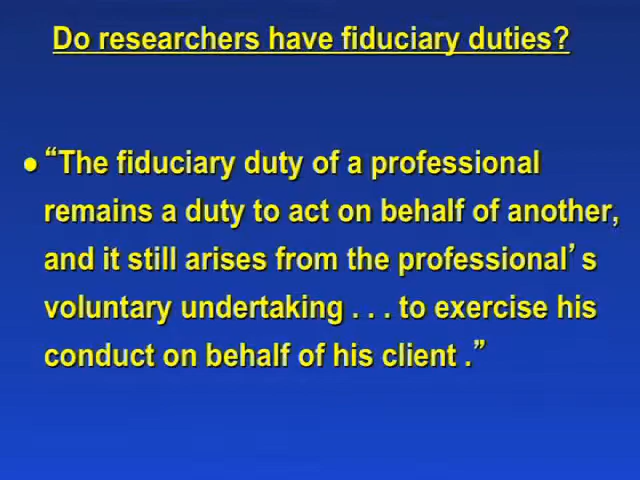 Do researchers have fiduciary duties?
● “The fiduciary duty of a professional
remains a duty to act on behalf of another,
and it still arises from the professional’s
voluntary undertaking . . . to exercise his
conduct on behalf of his client .”